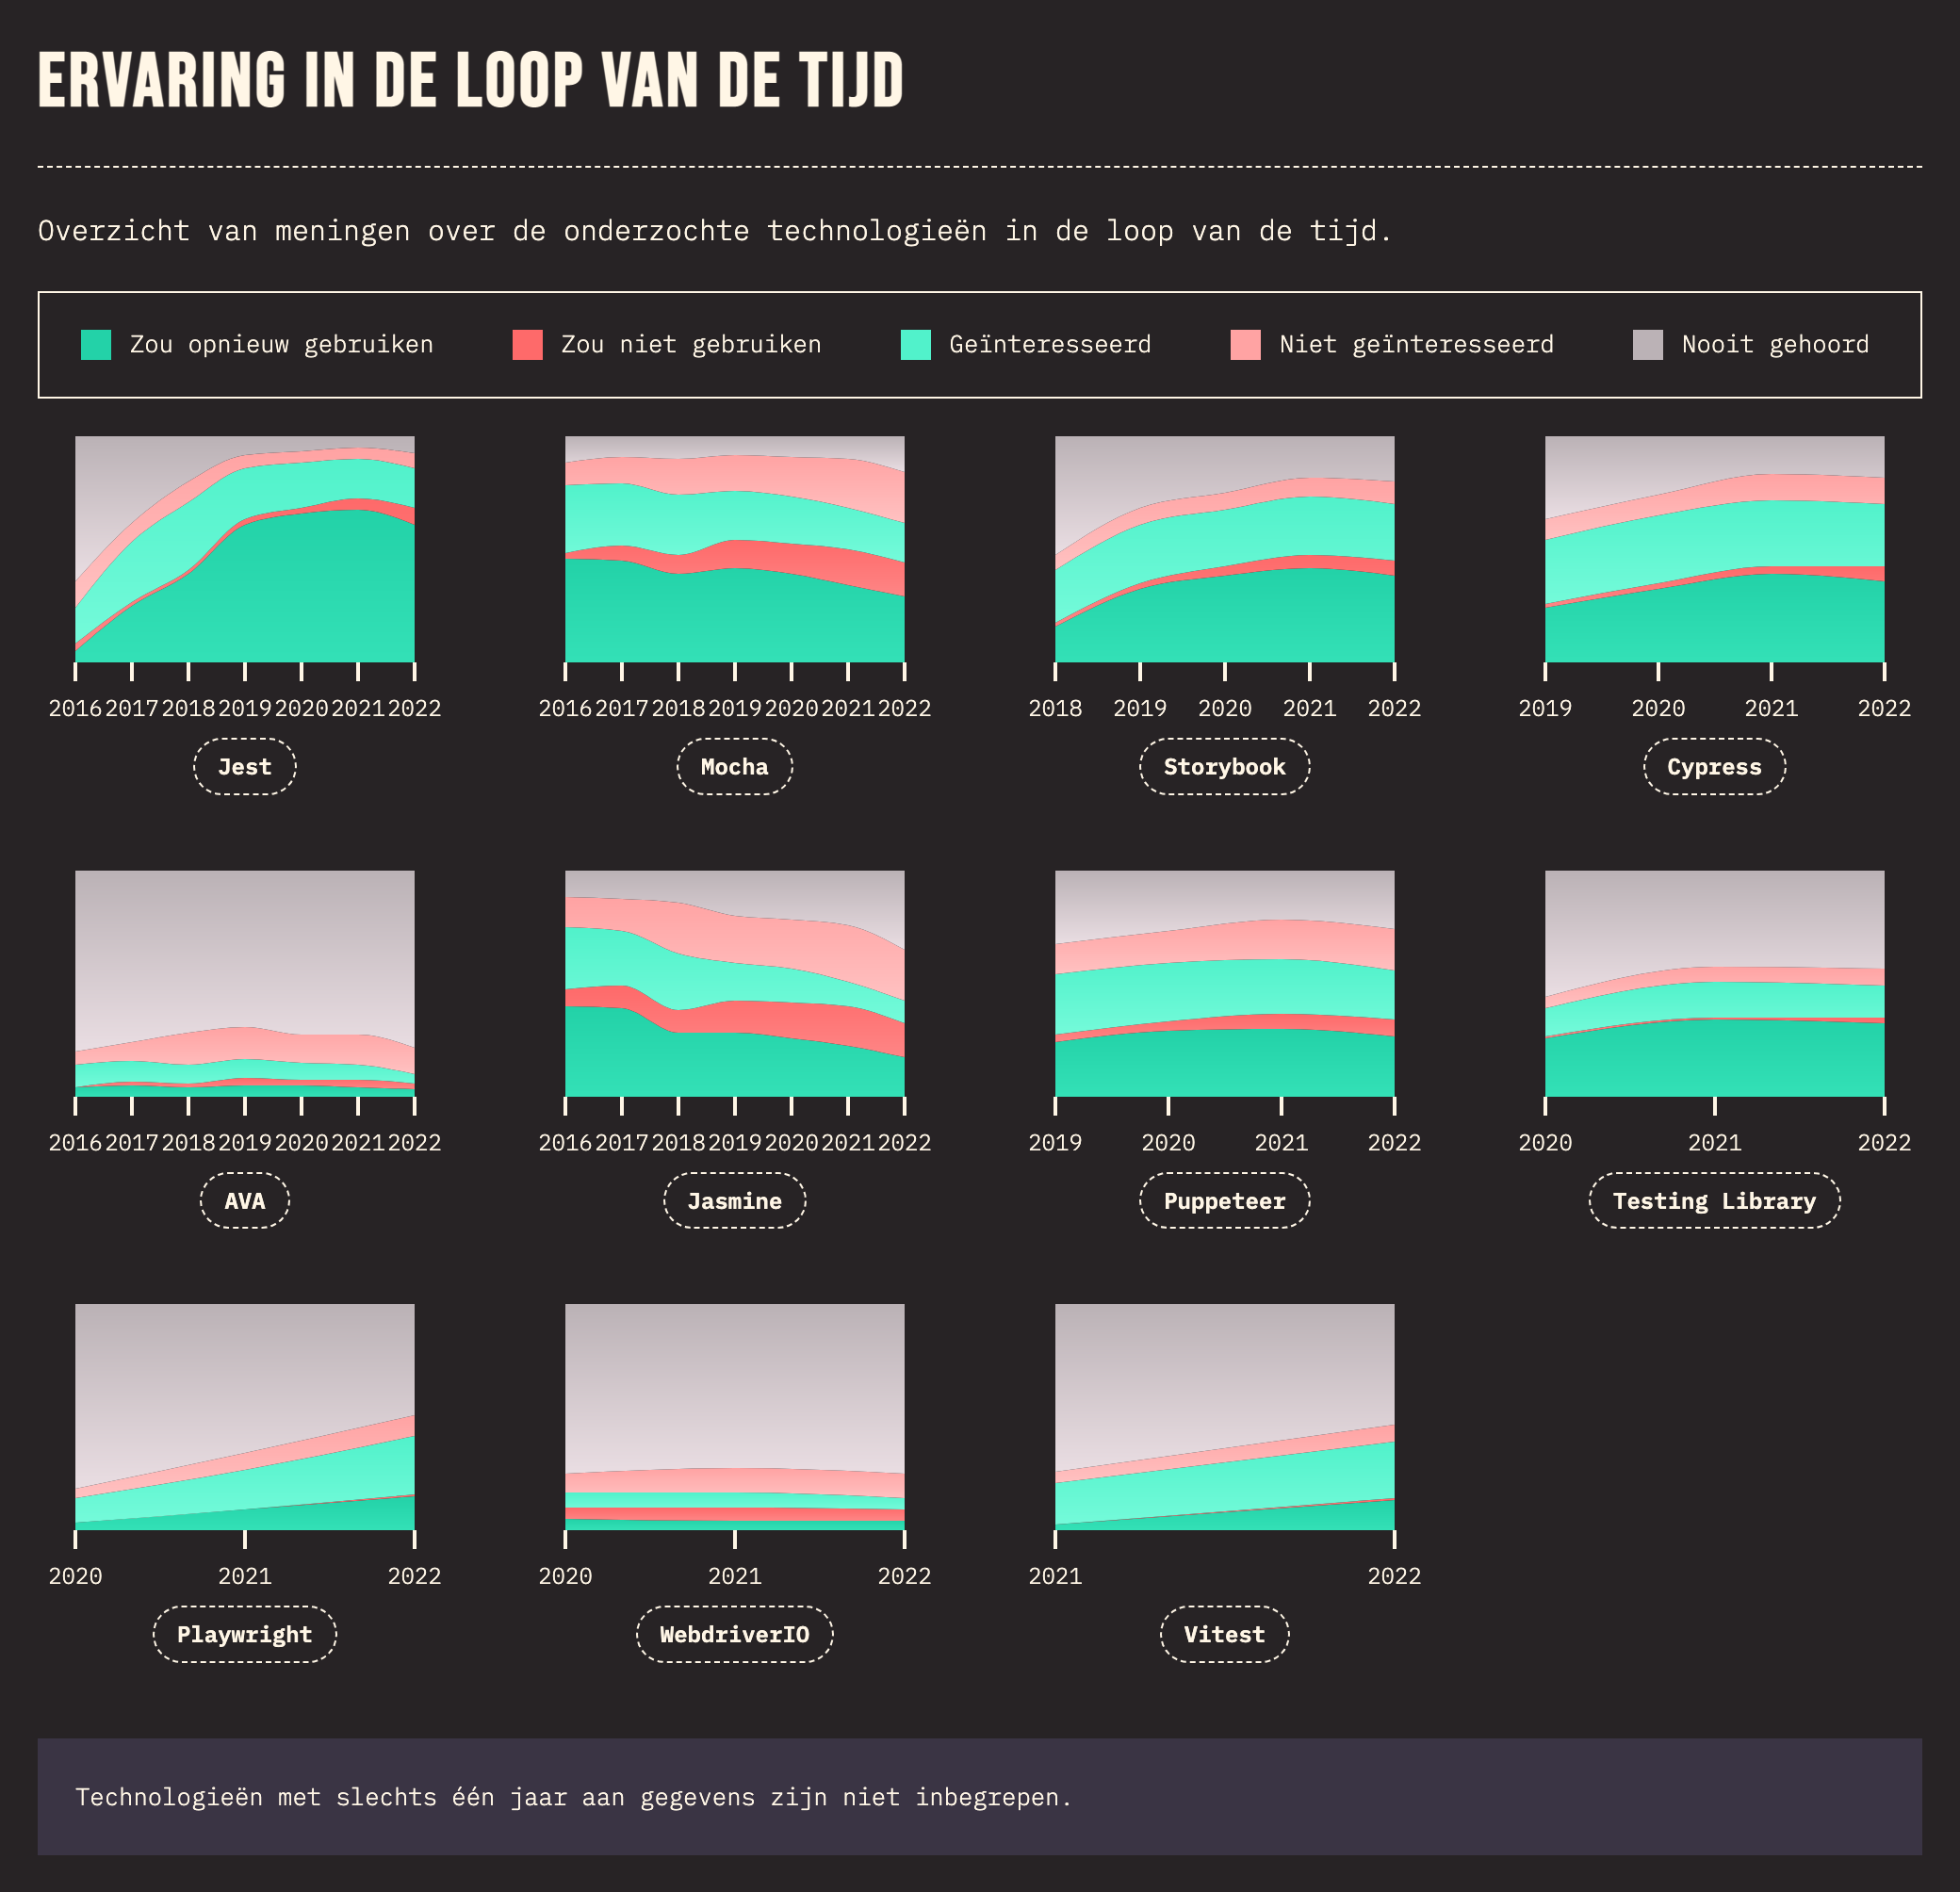 ERVARING IN DE LOOP VAN DE TIJD
Overzicht van meningen over de onderzochte technologieën in de loop van de tijd.
Zou opnieuw gebruiken Zou niet gebruiken Geïnteresseerd Niet geïnteresseerd Nooit gehoord
2016 2017 2018 2019 2020 2021 2022
Jest
2016 2017 2018 2019 2020 2021 2022
Mocha
2018 2019 2020 2021 2022
Storybook
2019 2020 2021 2022
Cypress
2016 2017 2018 2019 2020 2021 2022
AVA
2016 2017 2018 2019 2020 2021 2022
Jasmine
2019 2020 2021 2022
Puppeteer
2020 2021 2022
Testing Library
2020 2021 2022
Playwright
2020 2021 2022
WebdriverIO
2021 2022
Vitest
Technologieën met slechts één jaar aan gegevens zijn niet inbegrepen.